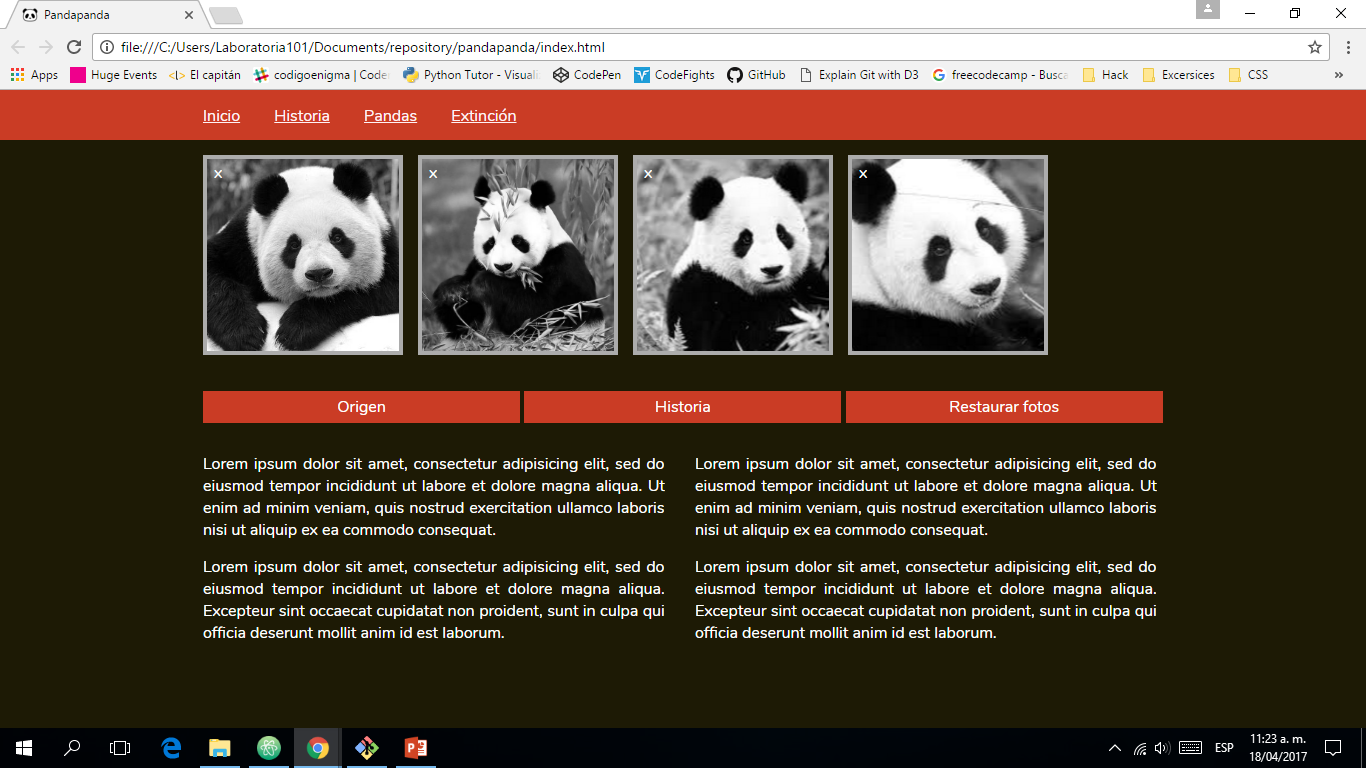 Pandapanda
file:///C:/Users/Laboratoria101/Documents/repository/pandapanda/index.html
Apps Huge Events El capitán codigoenigma | Code Python Tutor - Visuali CodePen CodeFights GitHub Explain Git with D3 freecodecamp - Busca Hack Excersices CSS »
Inicio Historia Pandas Extinción
x x x x
Origen Historia Restaurar fotos
Lorem ipsum dolor sit amet, consectetur adipisicing elit, sed do
eiusmod tempor incididunt ut labore et dolore magna aliqua. Ut
enim ad minim veniam, quis nostrud exercitation ullamco laboris
nisi ut aliquip ex ea commodo consequat.
Lorem ipsum dolor sit amet, consectetur adipisicing elit, sed do
eiusmod tempor incididunt ut labore et dolore magna aliqua.
Excepteur sint occaecat cupidatat non proident, sunt in culpa qui
officia deserunt mollit anim id est laborum.
Lorem ipsum dolor sit amet, consectetur adipisicing elit, sed do
eiusmod tempor incididunt ut labore et dolore magna aliqua. Ut
enim ad minim veniam, quis nostrud exercitation ullamco laboris
nisi ut aliquip ex ea commodo consequat.
Lorem ipsum dolor sit amet, consectetur adipisicing elit, sed do
eiusmod tempor incididunt ut labore et dolore magna aliqua.
Excepteur sint occaecat cupidatat non proident, sunt in culpa qui
officia deserunt mollit anim id est laborum.
ESP
11:23 a. m.
18/04/2017